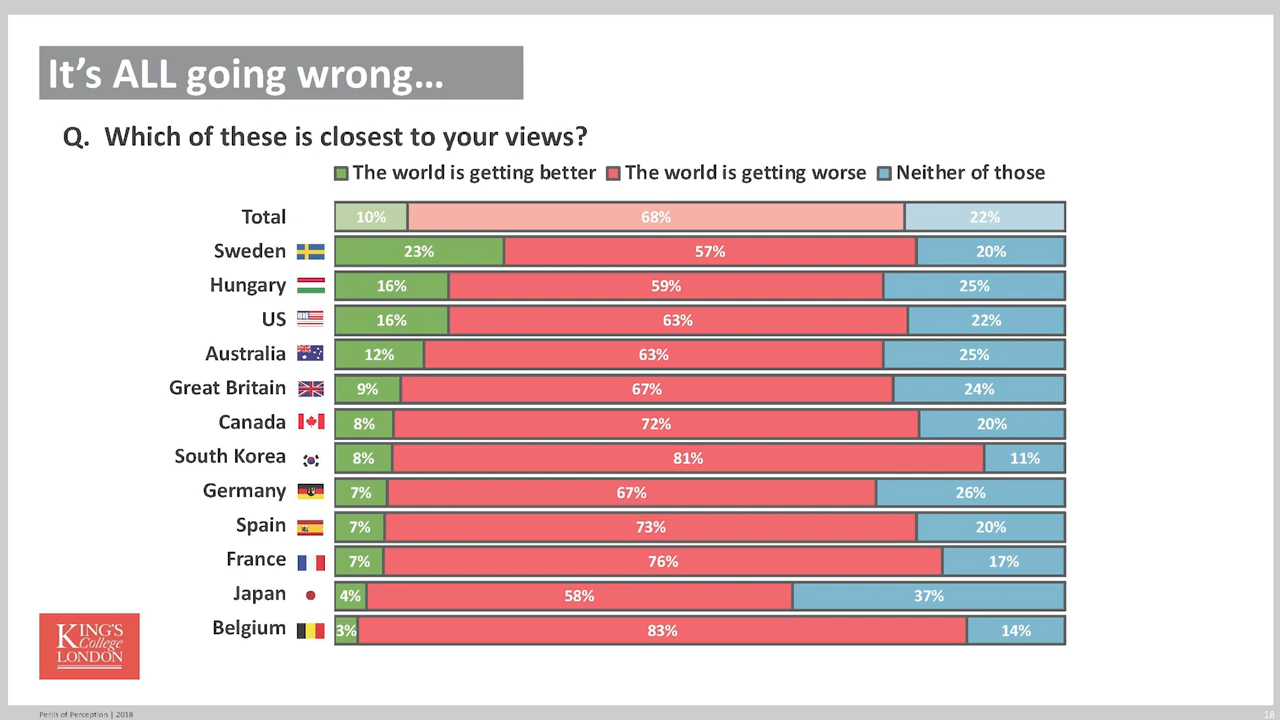 It's ALL going wrong…
Q. Which of these is closest to your views?
The world is getting better The world is getting worse Neither of those
Total 10% 68% 22%
Sweden 23% 57% 20%
Hungary 16% 59% 25%
US 16% 63% 22%
Australia 12% 63% 25%
Great Britain 9% 67% 24%
Canada 8% 72% 20%
South Korea 8% 81% 11%
Germany 7% 67% 26%
Spain 7% 73% 20%
France 7% 76% 17%
Japan 4% 58% 37%
Belgium 3% 83% 14%
KING'S
College
LONDON
Perils of Perception | 2018
18